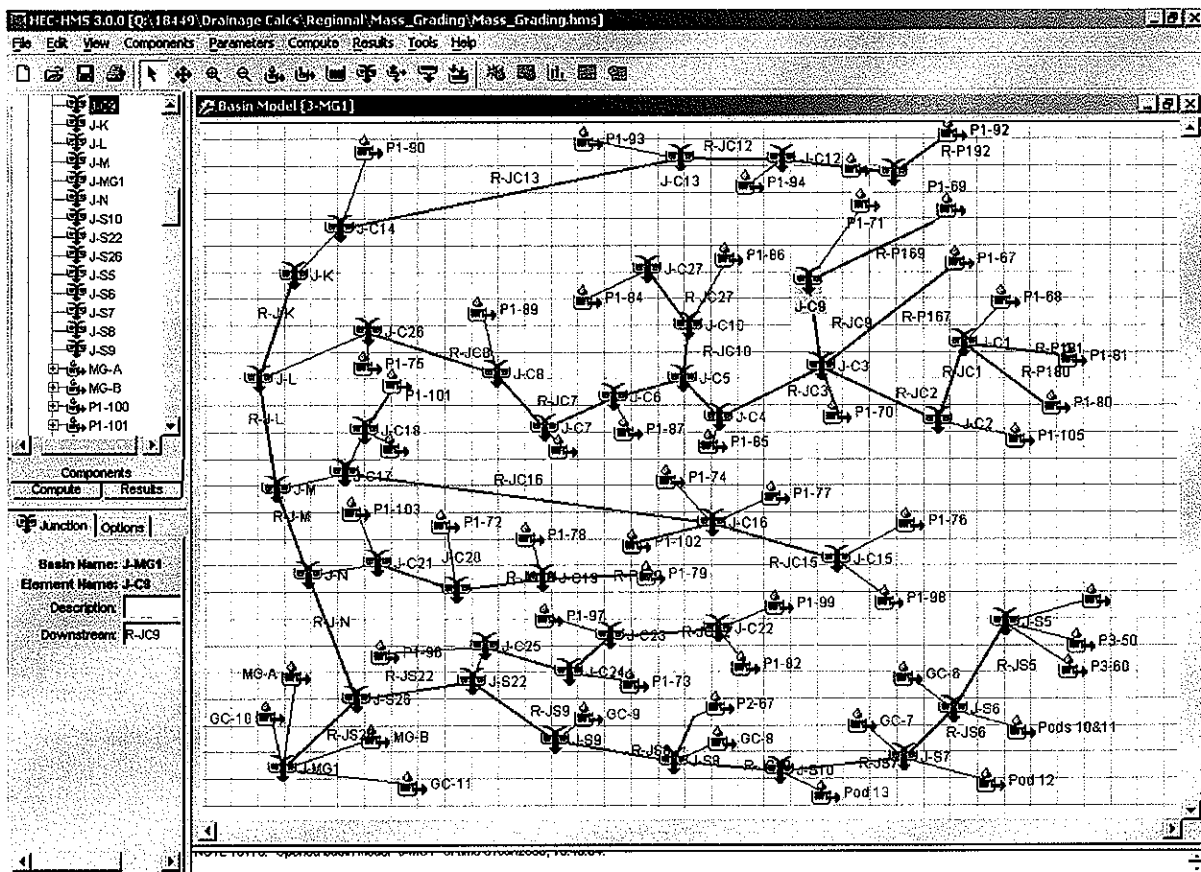 HEC-HMS 3.0.0 [Q:\18449\Drainage Calcs\Regional\Mass_Grading\Mass_Grading.hms]
File Edit View Components Parameters Compute Results Tools Help
J-K
J-L
J-M
J-MG1
J-N
J-S10
J-S22
J-S26
J-S5
J-S6
J-S7
J-S8
J-S9
MG-A
MG-B
P1-100
P1-101
Components
Compute Results
Junction Options
Basin Name: J-MG1
Element Name: J-C9
Description:
Downstream: R-JC9
Basin Model [3-MG1]
P1-90
P1-93
R-JC12
J-C12
P1-92
R-P192
R-JC13
J-C13
P1-94
P1-69
P1-71
J-C14
R-P169
P1-67
J-K
P1-86
J-C27
P1-84
R-JC27
J-C9
P1-68
R-J-K
P1-89
J-C10
R-JC9
R-P167
J-C26
J-C1
R-P181
P1-81
P1-75
R-JC8
J-C8
R-JC10
J-C3
R-JC1
R-P180
J-L
P1-101
J-C5
R-JC3
R-JC2
P1-80
R-JC7
J-C6
J-C4
P1-70
J-C2
R-J-L
J-C18
J-C7
P1-87
P1-85
P1-105
J-C17
R-JC16
P1-74
P1-77
J-M
P1-103
P1-72
P1-78
J-C16
P1-76
R-J-M
J-C20
P1-102
R-JC15
J-C15
J-N
J-C21
J-C19
P1-79
P1-98
R-J-N
P1-97
P1-99
J-S5
J-C25
J-C23
J-C22
P3-50
P1-96
J-C24
P1-82
R-JS5
P3-60
MG-A
R-JS22
J-S22
P1-73
GC-8
J-S26
P2-67
J-S6
GC-10
R-JS9
GC-9
GC-7
R-JS6
Pods 10&11
MG-B
J-S9
GC-8
J-MG1
J-S8
J-S10
R-JS7
J-S7
GC-11
Pod 13
Pod 12